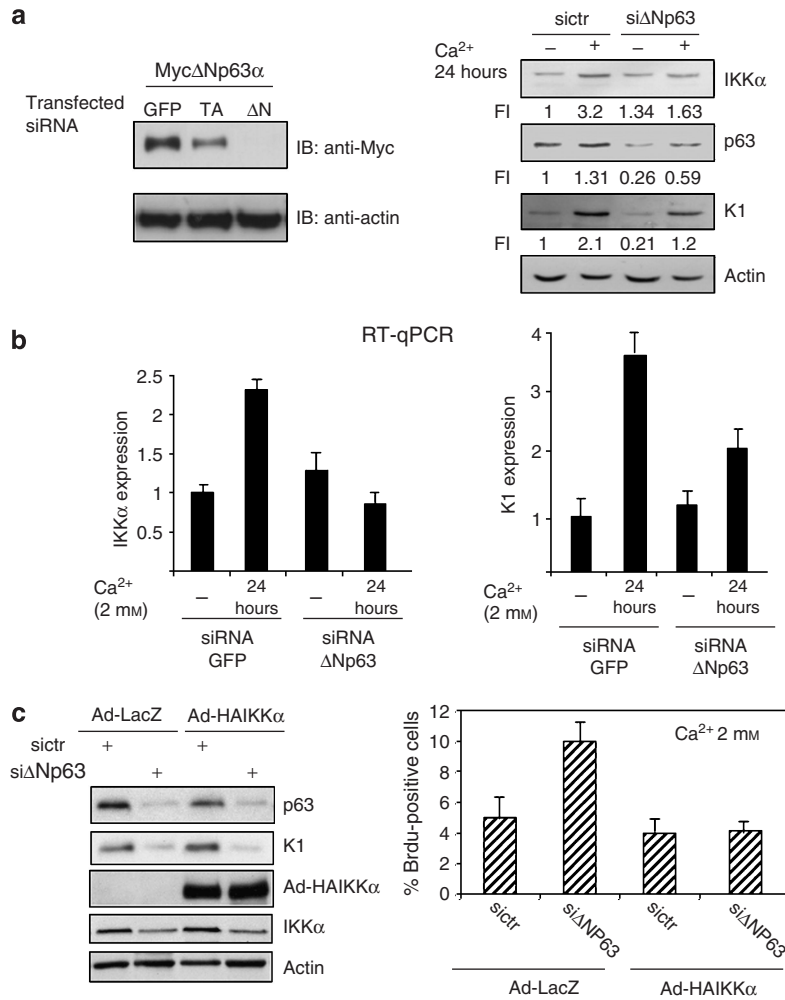 a
MycΔNp63α
Transfected siRNA
GFP TA ΔN
IB: anti-Myc
IB: anti-actin
sictr siΔNp63
Ca2+ – + – +
24 hours
IKKα
FI 1 3.2 1.34 1.63
p63
FI 1 1.31 0.26 0.59
K1
FI 1 2.1 0.21 1.2
Actin
b
RT-qPCR
IKKα expression
2.5
2
1.5
1
0.5
Ca2+ (2 mM)
– 24 hours – 24 hours
siRNA GFP
siRNA ΔNp63
K1 expression
4
3
2
1
Ca2+ (2 mM)
– 24 hours – 24 hours
siRNA GFP
siRNA ΔNp63
c
Ad-LacZ Ad-HAIKKα
sictr + +
siΔNp63 + +
p63
K1
Ad-HAIKKα
IKKα
Actin
% Brdu-positive cells
12
10
8
6
4
2
0
Ca2+ 2 mM
sictr siΔNP63 sictr siΔNP63
Ad-LacZ Ad-HAIKKα